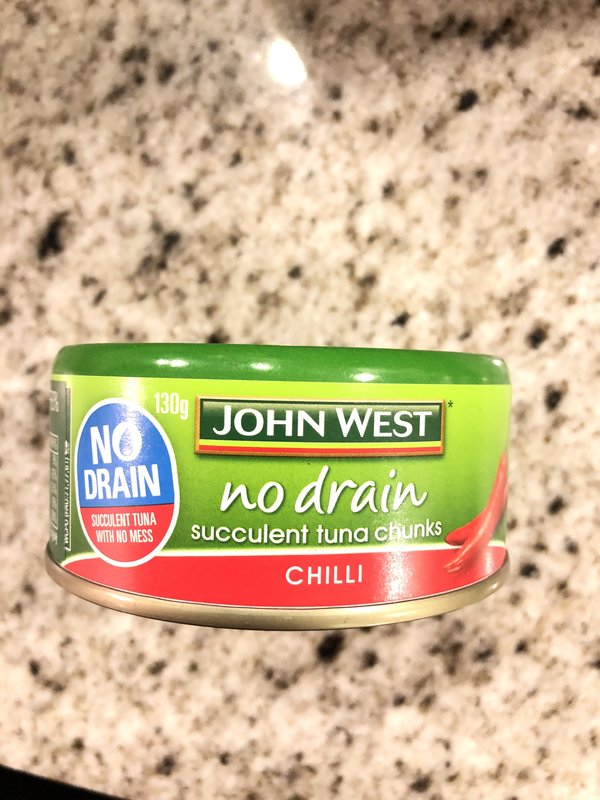 130g
JOHN WEST*
NO
DRAIN
SUCCULENT TUNA
WITH NO MESS
no drain
succulent tuna chunks
CHILLI